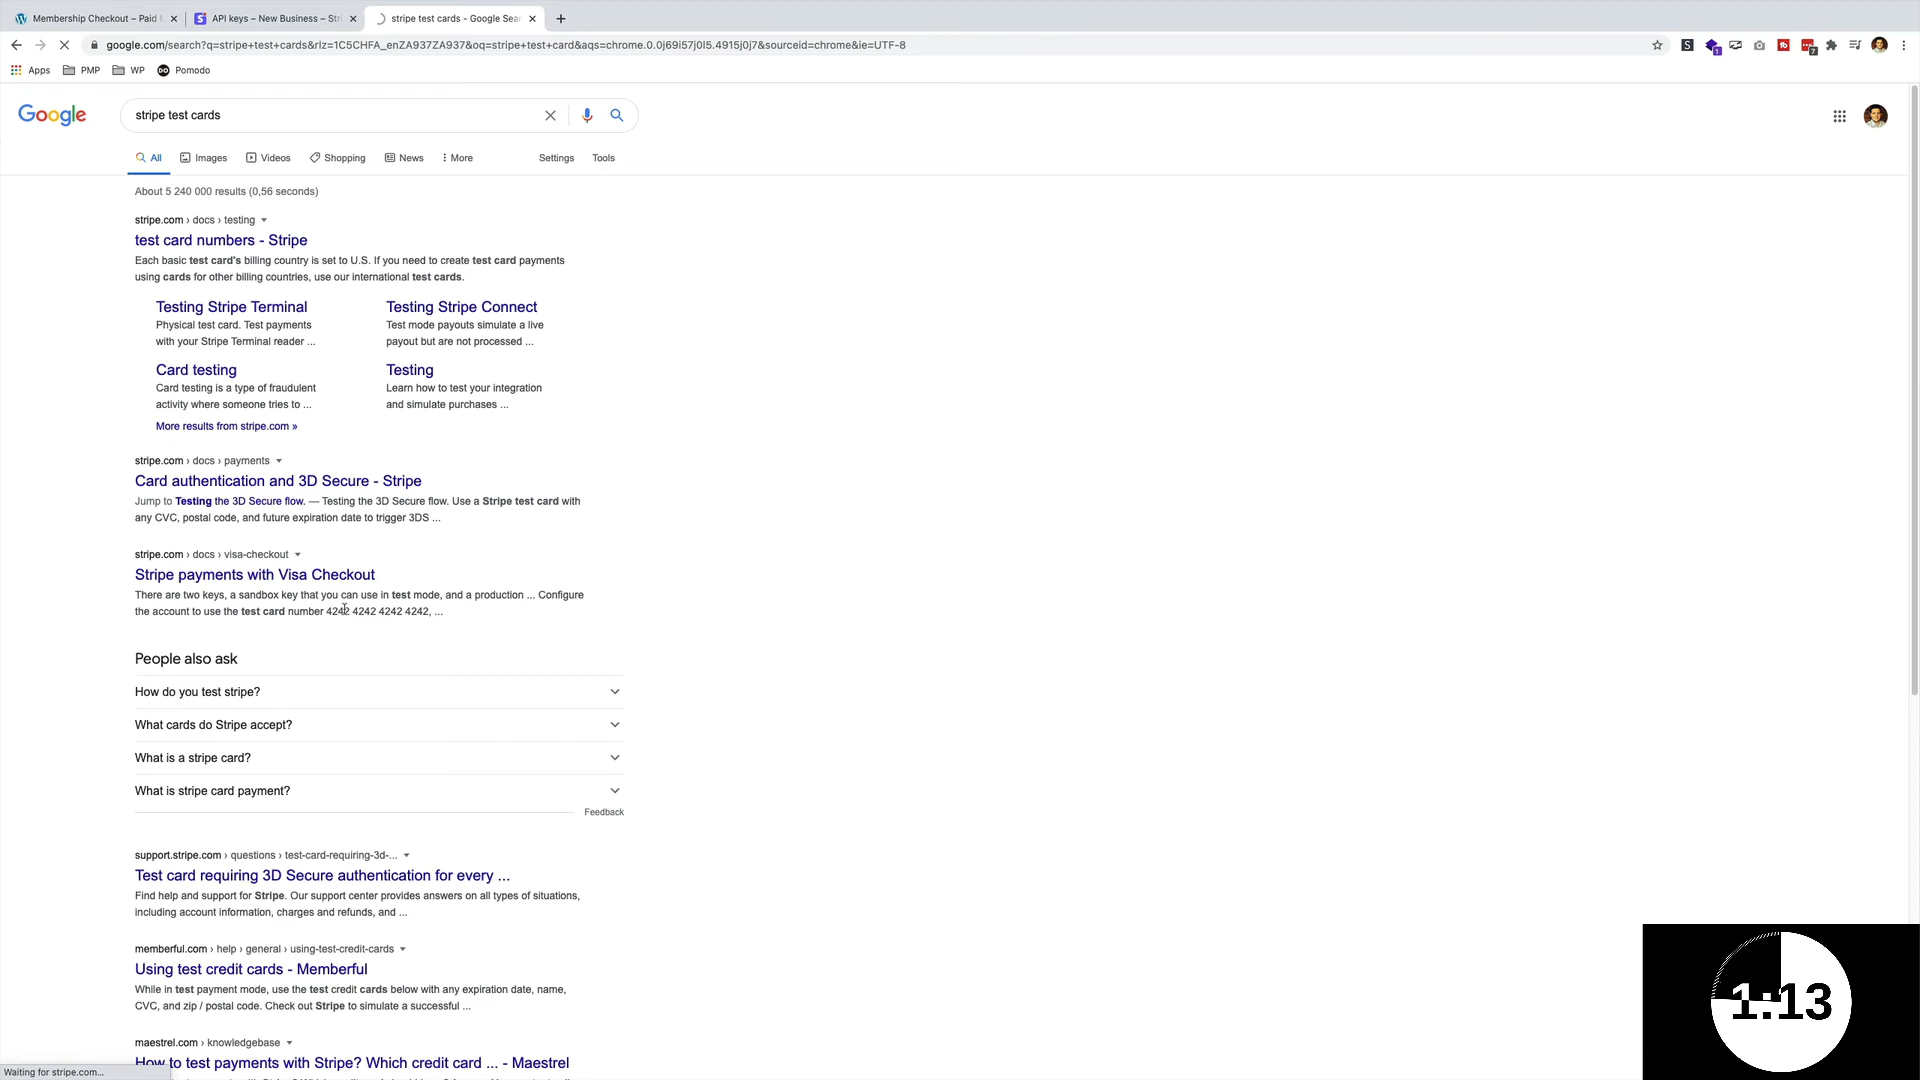 Membership Checkout – Paid
API keys – New Business – Stri
stripe test cards - Google Sea
google.com/search?q=stripe+test+cards&rlz=1C5CHFA_enZA937ZA937&oq=stripe+test+card&aqs=chrome.0.0j69i57j0l5.4915j0j7&sourceid=chrome&ie=UTF-8
Apps PMP WP Pomodo
Google
stripe test cards
All Images Videos Shopping News More Settings Tools
About 5 240 000 results (0,56 seconds)
stripe.com › docs › testing
test card numbers - Stripe
Each basic test card's billing country is set to U.S. If you need to create test card payments
using cards for other billing countries, use our international test cards.
Testing Stripe Terminal
Physical test card. Test payments
with your Stripe Terminal reader ...
Testing Stripe Connect
Test mode payouts simulate a live
payout but are not processed ...
Card testing
Card testing is a type of fraudulent
activity where someone tries to ...
Testing
Learn how to test your integration
and simulate purchases ...
More results from stripe.com »
stripe.com › docs › payments
Card authentication and 3D Secure - Stripe
Jump to Testing the 3D Secure flow. — Testing the 3D Secure flow. Use a Stripe test card with
any CVC, postal code, and future expiration date to trigger 3DS ...
stripe.com › docs › visa-checkout
Stripe payments with Visa Checkout
There are two keys, a sandbox key that you can use in test mode, and a production ... Configure
the account to use the test card number 4242 4242 4242 4242, ...
People also ask
How do you test stripe?
What cards do Stripe accept?
What is a stripe card?
What is stripe card payment?
Feedback
support.stripe.com › questions › test-card-requiring-3d-...
Test card requiring 3D Secure authentication for every ...
Find help and support for Stripe. Our support center provides answers on all types of situations,
including account information, charges and refunds, and ...
memberful.com › help › general › using-test-credit-cards
Using test credit cards - Memberful
While in test payment mode, use the test credit cards below with any expiration date, name,
CVC, and zip / postal code. Check out Stripe to simulate a successful ...
maestrel.com › knowledgebase
How to test payments with Stripe? Which credit card ... - Maestrel
Waiting for stripe.com...
1:13